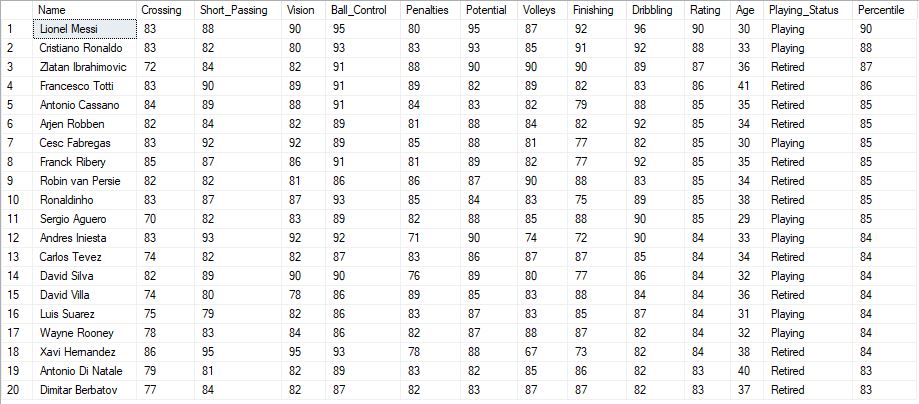 Name Crossing Short_Passing Vision Ball_Control Penalties Potential Volleys Finishing Dribbling Rating Age Playing_Status Percentile
1 Lionel Messi 83 88 90 95 80 95 87 92 96 90 30 Playing 90
2 Cristiano Ronaldo 83 82 80 93 83 93 85 91 92 88 33 Playing 88
3 Zlatan Ibrahimovic 72 84 82 91 88 90 90 90 89 87 36 Retired 87
4 Francesco Totti 83 90 89 91 89 82 89 82 83 86 41 Retired 86
5 Antonio Cassano 84 89 88 91 84 83 82 79 88 85 35 Retired 85
6 Arjen Robben 82 84 82 89 81 88 84 82 92 85 34 Retired 85
7 Cesc Fabregas 83 92 92 89 85 88 81 77 82 85 30 Playing 85
8 Franck Ribery 85 87 86 91 81 89 82 77 92 85 35 Retired 85
9 Robin van Persie 82 82 81 86 86 87 90 88 83 85 34 Retired 85
10 Ronaldinho 83 87 87 93 85 84 83 75 89 85 38 Retired 85
11 Sergio Aguero 70 82 83 89 82 88 85 88 90 85 29 Playing 85
12 Andres Iniesta 83 93 92 92 71 90 74 72 90 84 33 Playing 84
13 Carlos Tevez 74 82 82 87 83 86 87 87 85 84 34 Retired 84
14 David Silva 82 89 90 90 76 89 80 77 86 84 32 Playing 84
15 David Villa 74 80 78 86 89 85 83 88 84 84 36 Retired 84
16 Luis Suarez 75 79 82 86 83 87 83 85 87 84 31 Playing 84
17 Wayne Rooney 78 83 84 86 82 87 88 87 82 84 32 Playing 84
18 Xavi Hernandez 86 95 95 93 78 88 67 73 82 84 38 Retired 84
19 Antonio Di Natale 79 81 82 89 83 82 85 86 82 83 40 Retired 83
20 Dimitar Berbatov 77 84 82 87 82 83 87 87 82 83 37 Retired 83